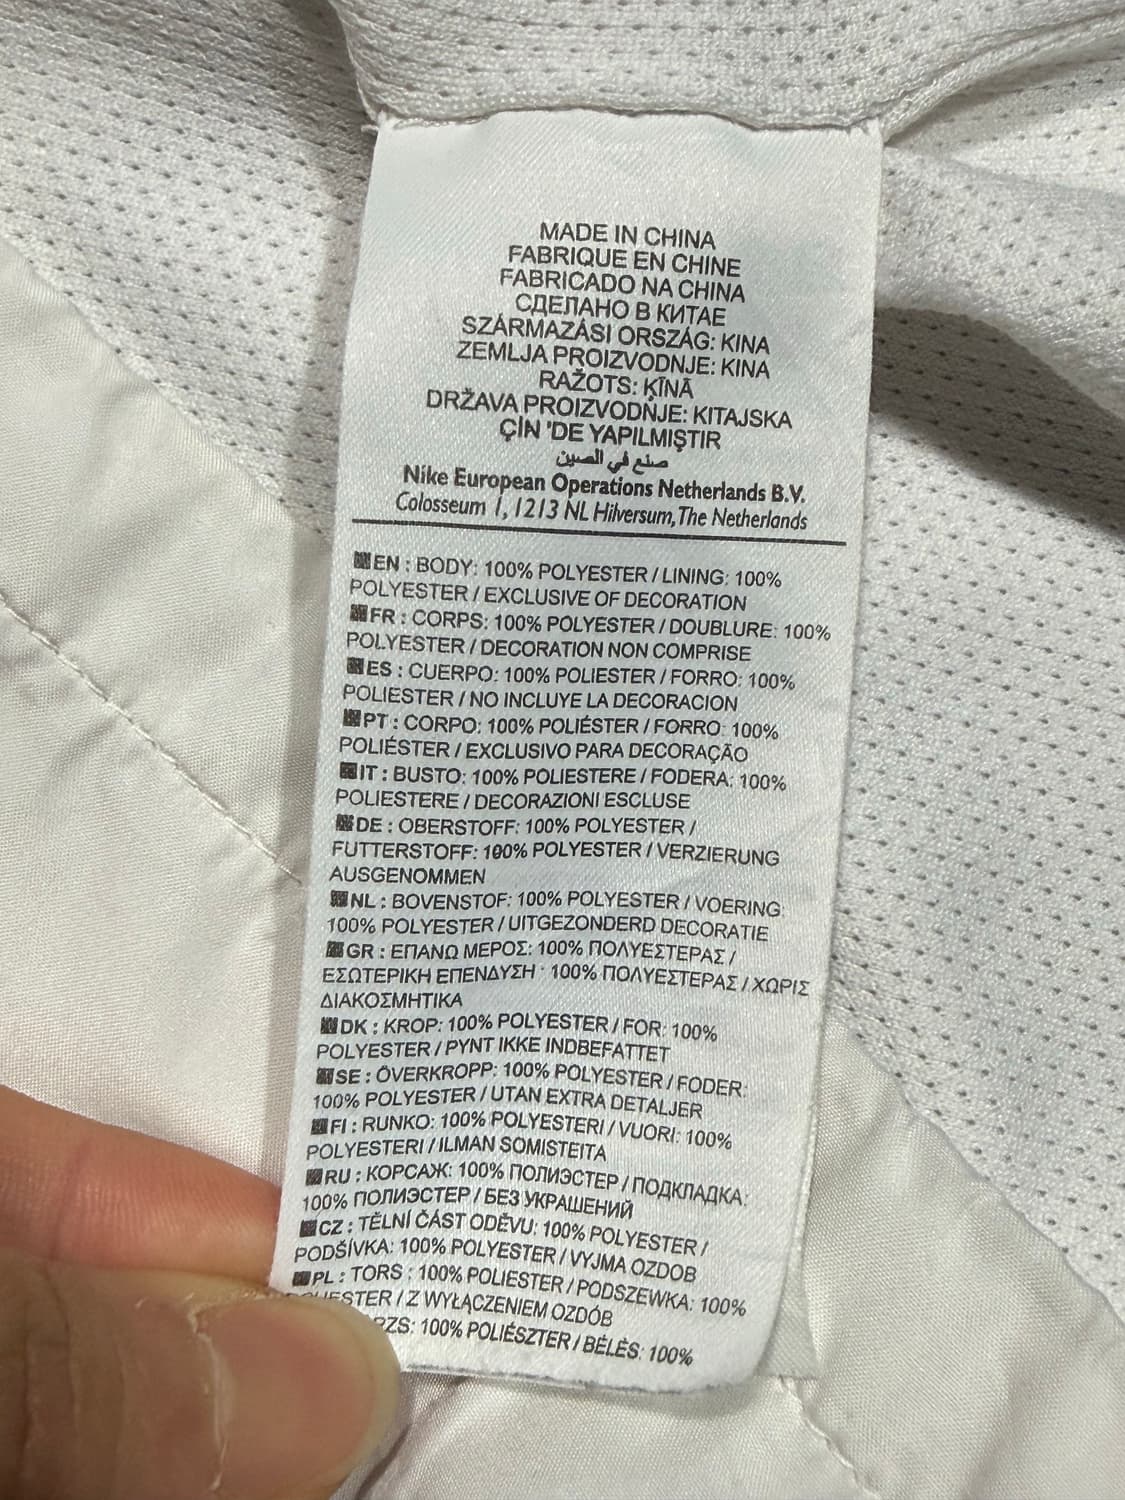 MADE IN CHINA
FABRIQUE EN CHINE
FABRICADO NA CHINA
СДЕЛАНО В КИТАЕ
SZÁRMAZÁSI ORSZÁG: KINA
ZEMLJA PROIZVODNJE: KINA
RAŽOTS: ĶĪNĀ
DRŽAVA PROIZVODNJE: KITAJSKA
ÇİN 'DE YAPILMIŞTIR
صنع في الصين
Nike European Operations Netherlands B.V.
Colosseum 1, 1213 NL Hilversum, The Netherlands
EN : BODY: 100% POLYESTER / LINING: 100%
POLYESTER / EXCLUSIVE OF DECORATION
FR : CORPS: 100% POLYESTER / DOUBLURE: 100%
POLYESTER / DECORATION NON COMPRISE
ES : CUERPO: 100% POLIESTER / FORRO: 100%
POLIESTER / NO INCLUYE LA DECORACION
PT : CORPO: 100% POLIÉSTER / FORRO: 100%
POLIÉSTER / EXCLUSIVO PARA DECORAÇÃO
IT : BUSTO: 100% POLIESTERE / FODERA: 100%
POLIESTERE / DECORAZIONI ESCLUSE
DE : OBERSTOFF: 100% POLYESTER /
FUTTERSTOFF: 100% POLYESTER / VERZIERUNG
AUSGENOMMEN
NL : BOVENSTOF: 100% POLYESTER / VOERING:
100% POLYESTER / UITGEZONDERD DECORATIE
GR : ΕΠΑΝΩ ΜΕΡΟΣ: 100% ΠΟΛΥΕΣΤΕΡΑΣ /
ΕΣΩΤΕΡΙΚΗ ΕΠΕΝΔΥΣΗ : 100% ΠΟΛΥΕΣΤΕΡΑΣ / ΧΩΡΙΣ
ΔΙΑΚΟΣΜΗΤΙΚΑ
DK : KROP: 100% POLYESTER / FOR: 100%
POLYESTER / PYNT IKKE INDBEFATTET
SE : ÖVERKROPP: 100% POLYESTER / FODER:
100% POLYESTER / UTAN EXTRA DETALJER
FI : RUNKO: 100% POLYESTERI / VUORI: 100%
POLYESTERI / ILMAN SOMISTEITA
RU : КОРСАЖ: 100% ПОЛИЭСТЕР / ПОДКЛАДКА:
100% ПОЛИЭСТЕР / БЕЗ УКРАШЕНИЙ
CZ : TĚLNÍ ČÁST ODĚVU: 100% POLYESTER /
PODŠÍVKA: 100% POLYESTER / VYJMA OZDOB
PL : TORS : 100% POLIESTER / PODSZEWKA: 100%
/ Z WYŁĄCZENIEM OZDÓB
100% POLIÉSZTER / BÉLÉS: 100%